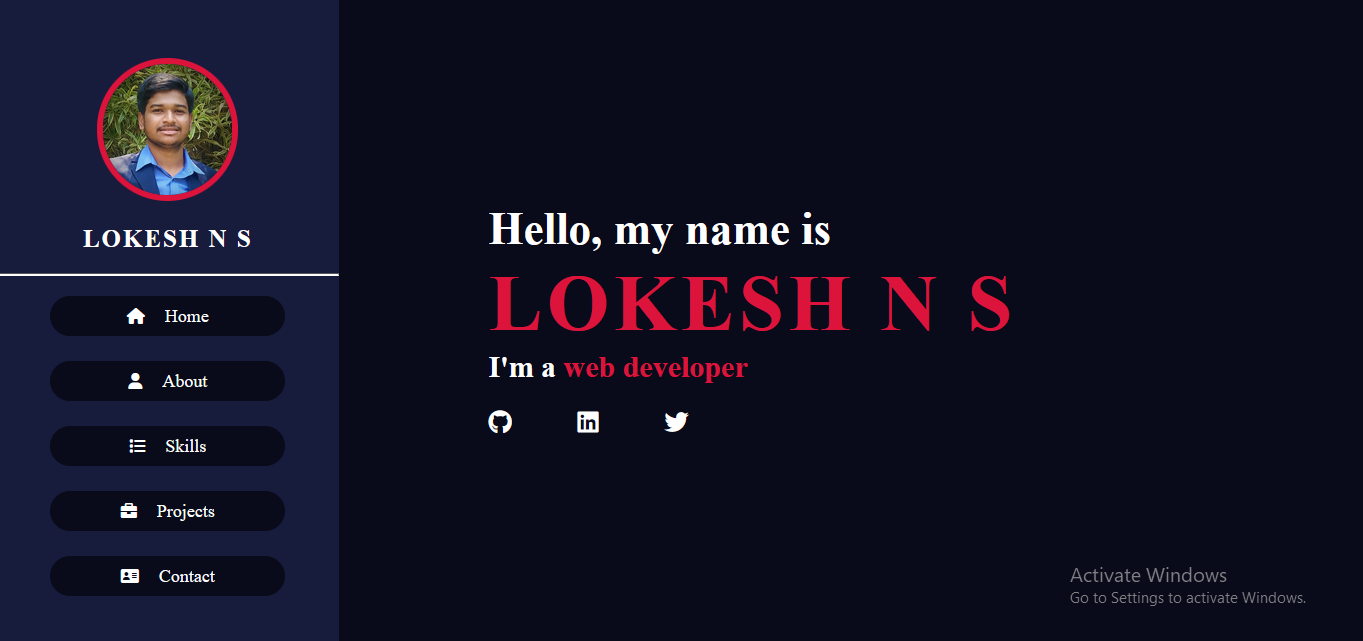 LOKESH N S
Home
About
Skills
Projects
Contact
Hello, my name is
LOKESH N S
I'm a web developer
in
Activate Windows
Go to Settings to activate Windows.